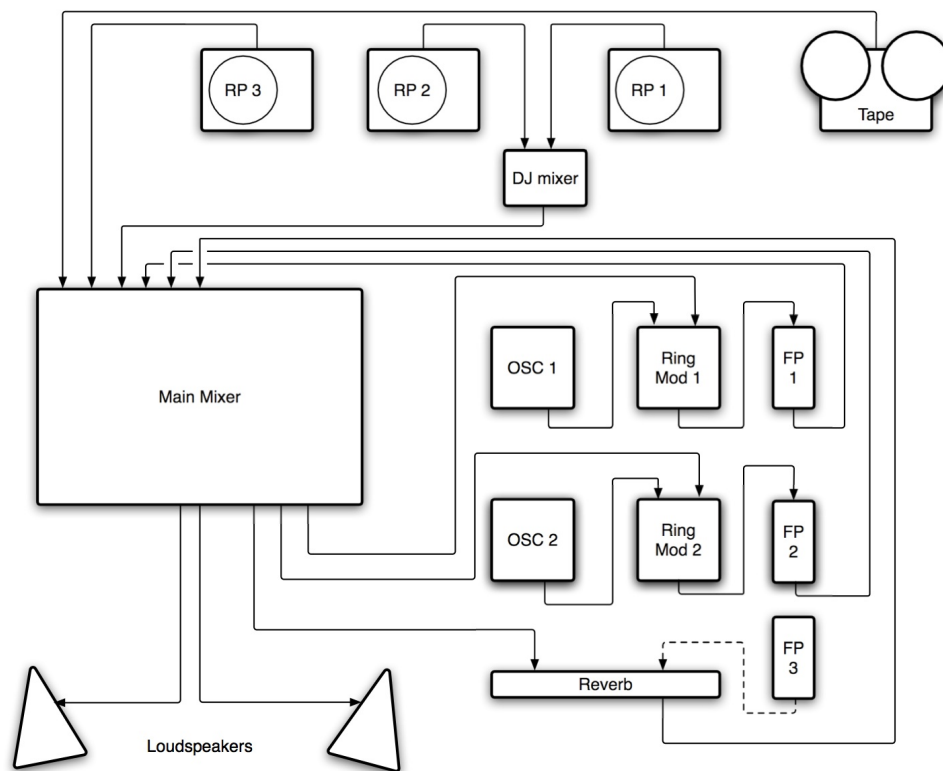 RP 3
RP 2
RP 1
Tape
DJ mixer
Main Mixer
OSC 1
Ring
Mod 1
FP
1
OSC 2
Ring
Mod 2
FP
2
FP
3
Reverb
Loudspeakers